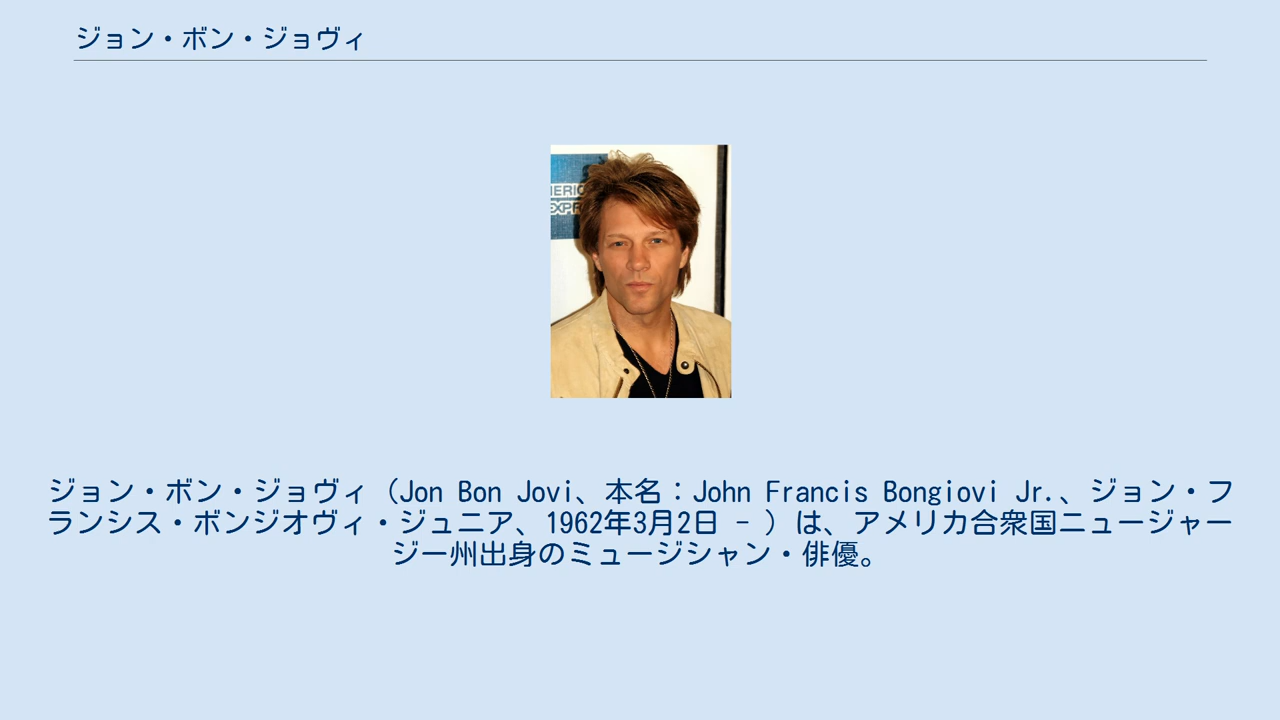 ジョン・ボン・ジョヴィ
ジョン・ボン・ジョヴィ（Jon Bon Jovi、本名：John Francis Bongiovi Jr.、ジョン・フ
ランシス・ボンジオヴィ・ジュニア、1962年3月2日 - ）は、アメリカ合衆国ニュージャー
ジー州出身のミュージシャン・俳優。